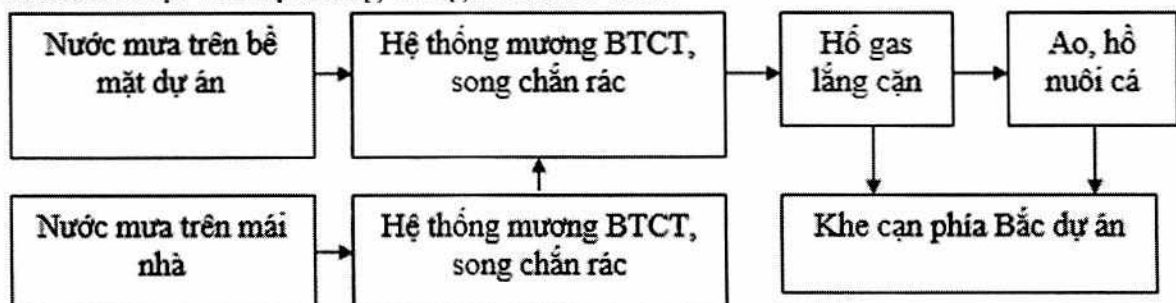 Nước mưa trên bề
mặt dự án
Hệ thống mương BTCT,
song chắn rác
Hố gas
lắng cặn
Ao, hồ
nuôi cá
Nước mưa trên mái
nhà
Hệ thống mương BTCT,
song chắn rác
Khe cạn phía Bắc dự án